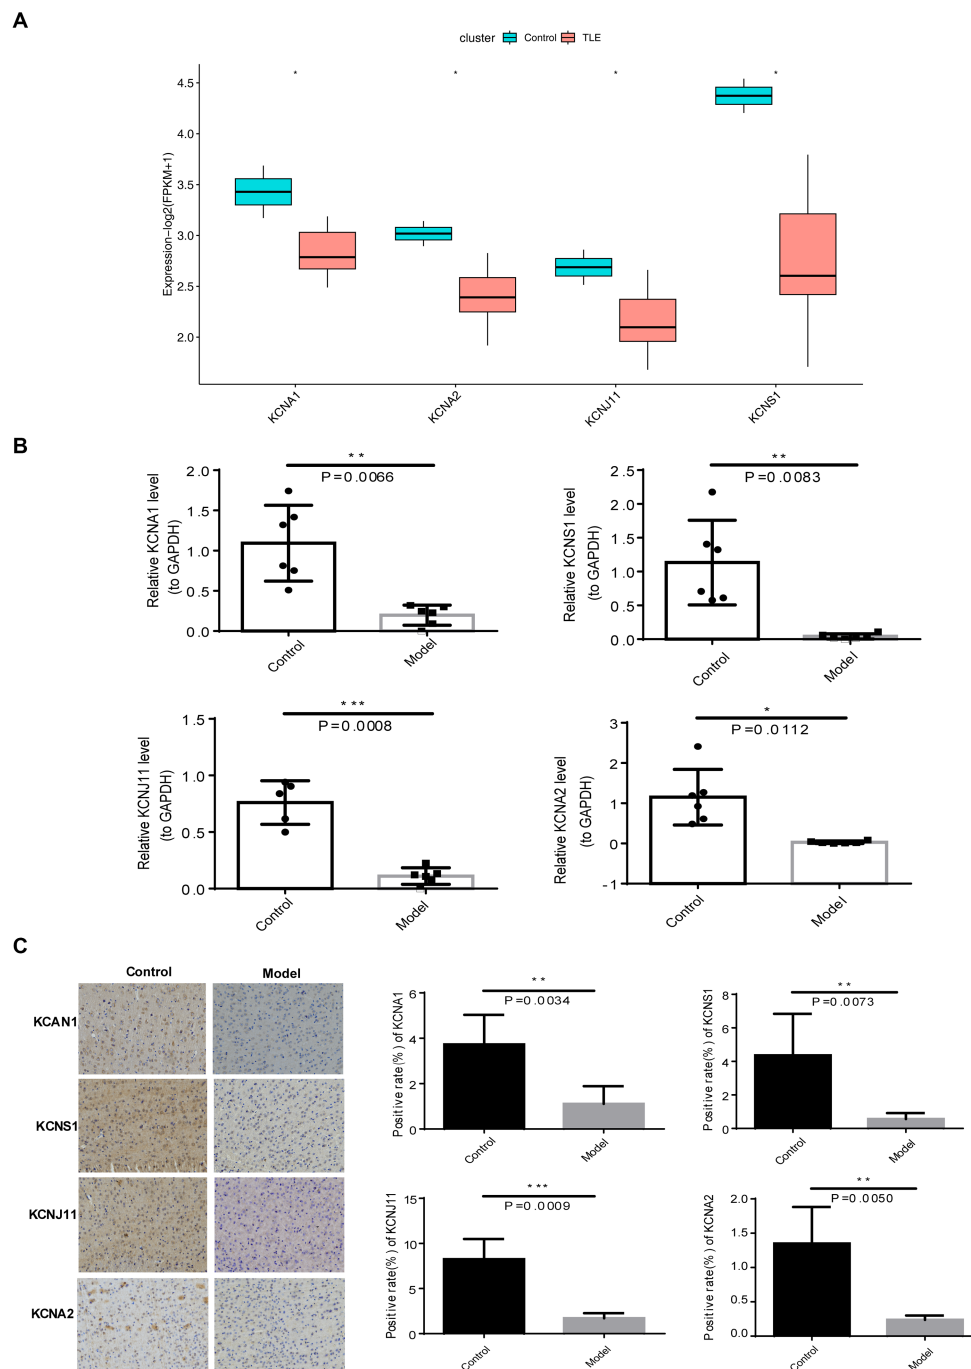 A
cluster Control TLE
*
*
*
*
Expression−log2(FPKM+1)
4.5
4.0
3.5
3.0
2.5
2.0
KCNA1
KCNA2
KCNJ11
KCNS1
B
**
P=0.0066
Relative KCNA1 level
(to GAPDH)
2.0
1.5
1.0
0.5
0.0
Control
Model
**
P=0.0083
Relative KCNS1 level
(to GAPDH)
2.5
2.0
1.5
1.0
0.5
0.0
Control
Model
***
P=0.0008
Relative KCNJ11 level
(to GAPDH)
1.5
1.0
0.5
0.0
Control
Model
*
P=0.0112
Relative KCNA2 level
(to GAPDH)
3
2
1
0
-1
Control
Model
C
Control
Model
KCAN1
KCNS1
KCNJ11
KCNA2
**
P=0.0034
Positive rate(%) of KCNA1
6
4
2
0
Control
Model
**
P=0.0073
Positive rate(%) of KCNS1
8
6
4
2
0
Control
Model
***
P=0.0009
Positive rate(%) of KCNJ11
15
10
5
0
Control
Model
**
P=0.0050
Positive rate(%) of KCNA2
2.0
1.5
1.0
0.5
0.0
Control
Model